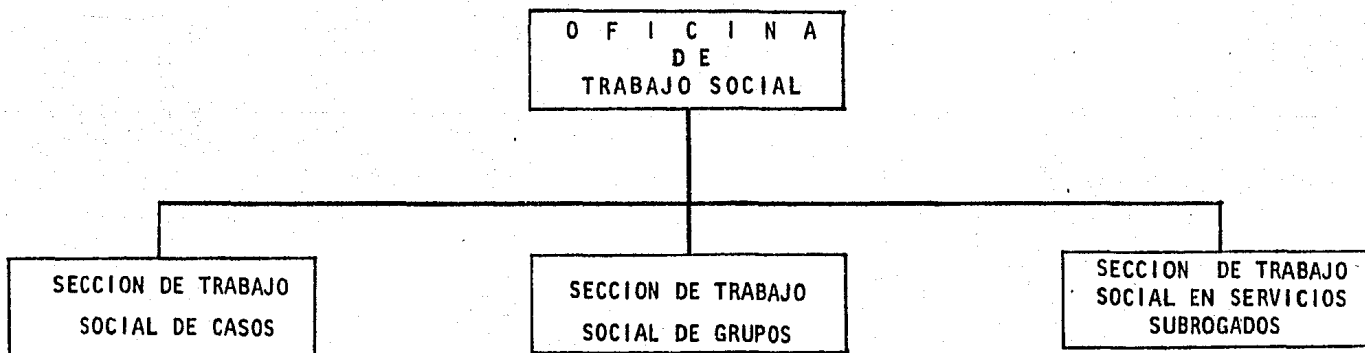 O F I C I N A
D E
TRABAJO SOCIAL
SECCION DE TRABAJO
SOCIAL DE CASOS
SECCION DE TRABAJO
SOCIAL DE GRUPOS
SECCION DE TRABAJO
SOCIAL EN SERVICIOS
SUBROGADOS